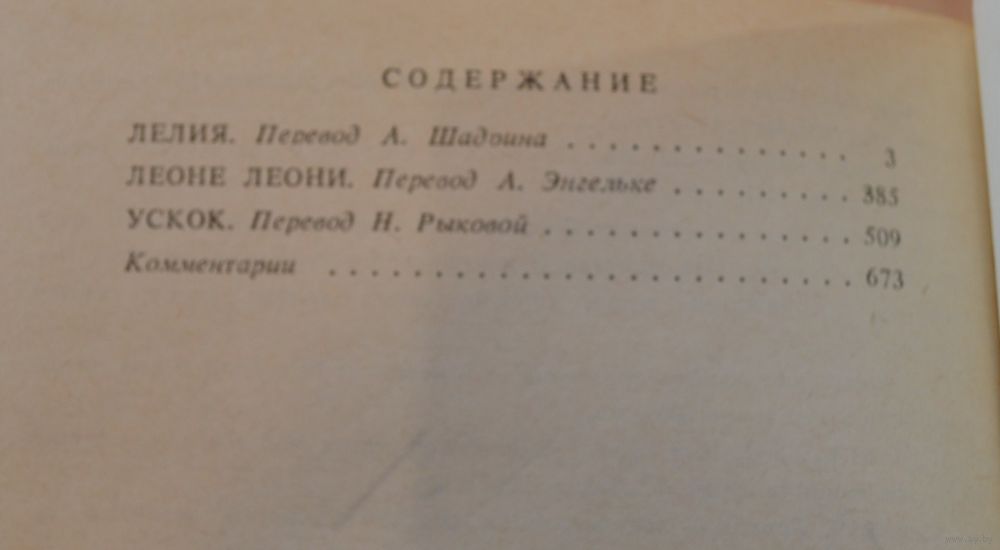 СОДЕРЖАНИЕ
ЛЕЛИЯ. Перевод А. Шадрина . . . . . . . . . . . . . . 3
ЛЕОНЕ ЛЕОНИ. Перевод А. Энгельке . . . . . . . . . 385
УСКОК. Перевод Н. Рыковой . . . . . . . . . . . . . . . 509
Комментарии . . . . . . . . . . . . . . . . . . . . . . . . . 673